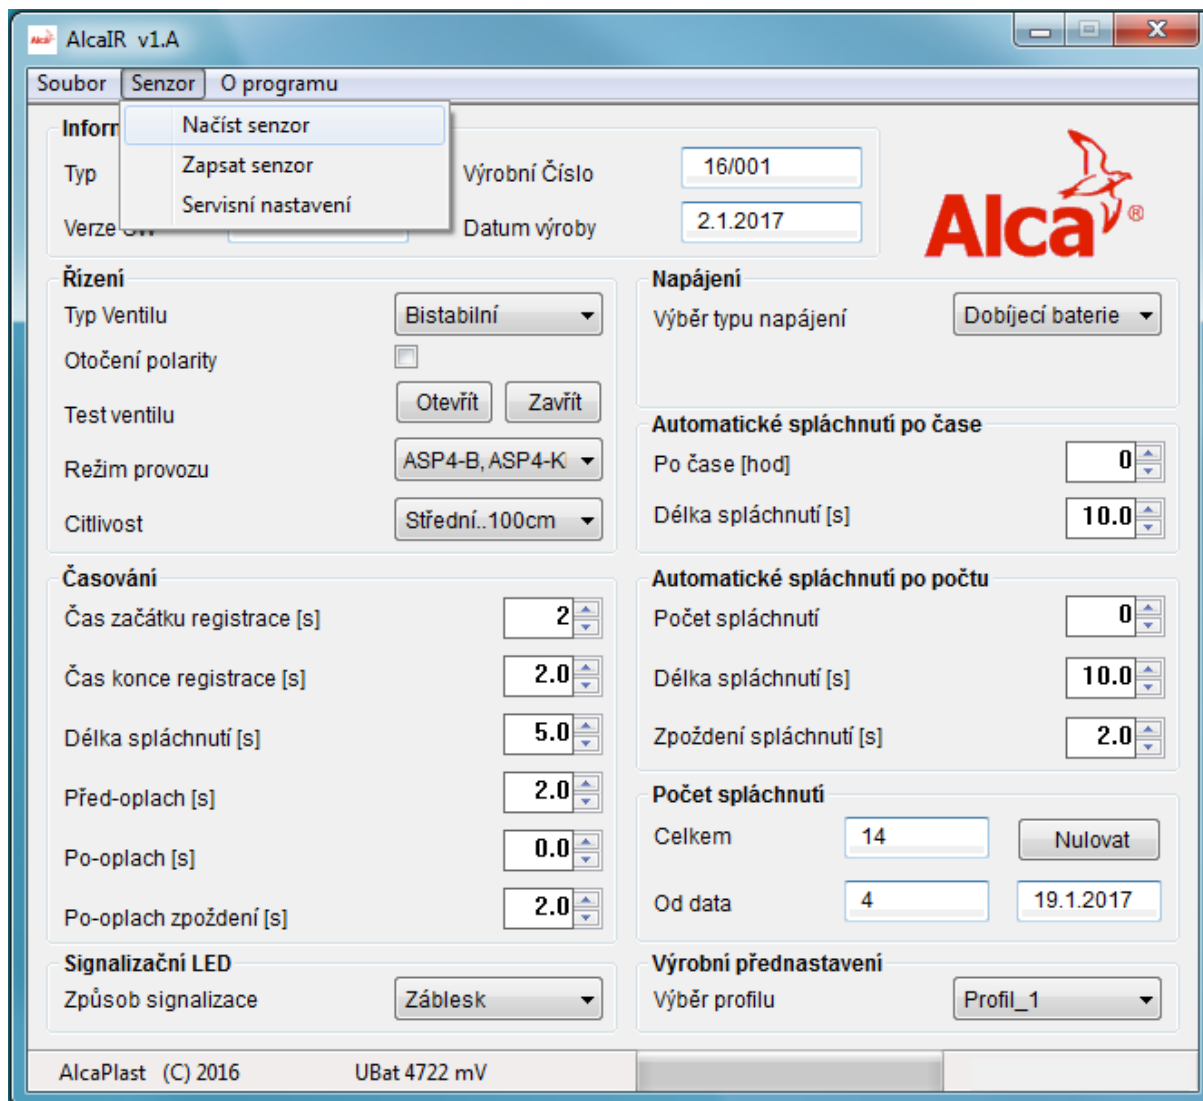 Alca AlcaIR v1.A
X
Soubor Senzor O programu
Načíst senzor
Zapsat senzor
Servisní nastavení
Typ
Výrobní Číslo 16/001
Verze
Datum výroby 2.1.2017
Alca ®
Řízení
Typ Ventilu Bistabilní
Otočení polarity
Test ventilu Otevřít Zavřít
Režim provozu ASP4-B, ASP4-K
Citlivost Střední..100cm
Napájení
Výběr typu napájení Dobíjecí baterie
Automatické spláchnutí po čase
Po čase [hod] 0
Délka spláchnutí [s] 10.0
Časování
Čas začátku registrace [s] 2
Čas konce registrace [s] 2.0
Délka spláchnutí [s] 5.0
Před-oplach [s] 2.0
Po-oplach [s] 0.0
Po-oplach zpoždení [s] 2.0
Automatické spláchnutí po počtu
Počet spláchnutí 0
Délka spláchnutí [s] 10.0
Zpoždení spláchnutí [s] 2.0
Počet spláchnutí
Celkem 14 Nulovat
Od data 4 19.1.2017
Signalizační LED
Způsob signalizace Záblesk
Výrobní přednastavení
Výběr profilu Profil_1
AlcaPlast (C) 2016 UBat 4722 mV